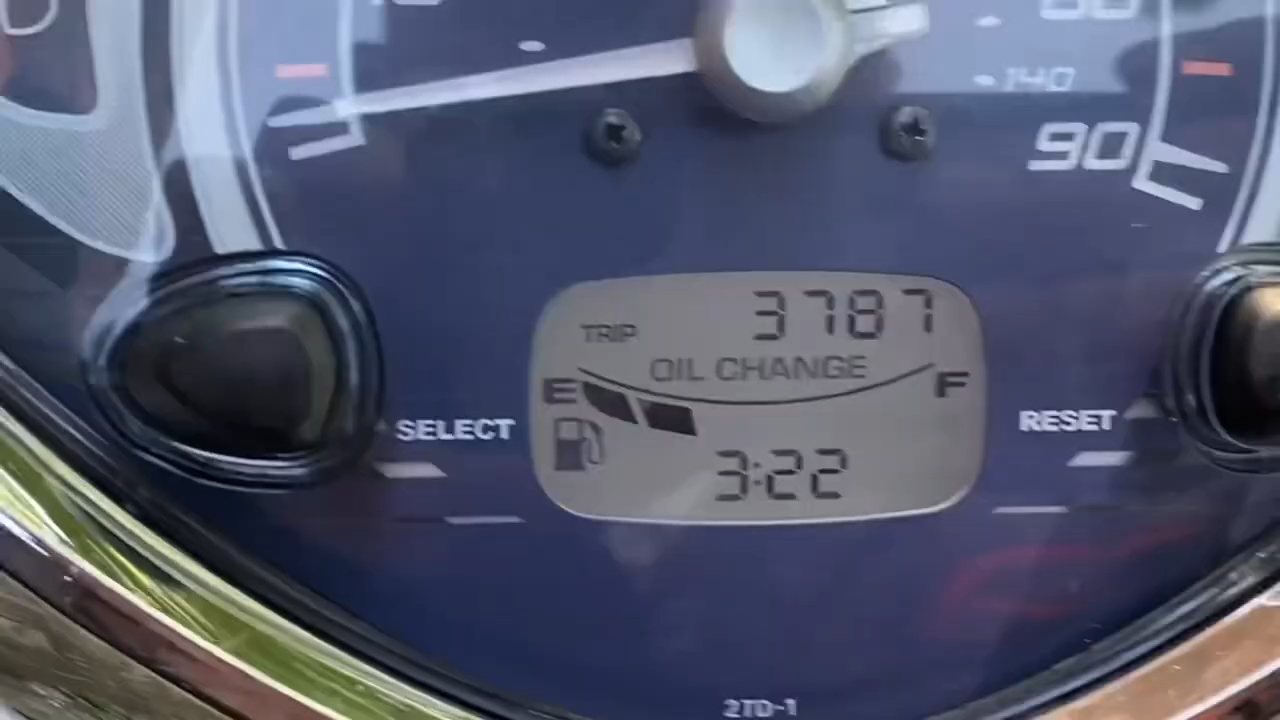 140
90
3787
TRIP
OIL CHANGE
E
F
SELECT
RESET
3:22
2TD-1